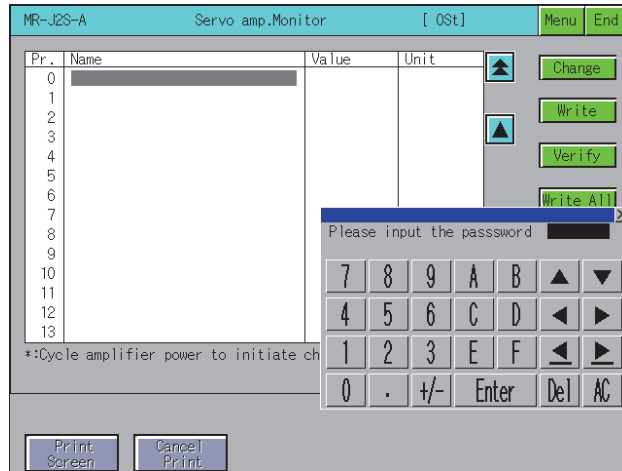 MR-J2S-A Servo amp.Monitor [ 0St] Menu End
Pr. Name Value Unit
0
Change
1
2
Write
3
4
Verify
5
6
Write All
7
8
Please input the passsword
9
10
11
12
13
7 8 9 A B ▲ ▼
4 5 6 C D ◀ ▶
1 2 3 E F ◀ ▶
0 . +/- Enter Del AC
*:Cycle amplifier power to initiate ch
Print Screen
Cancel Print